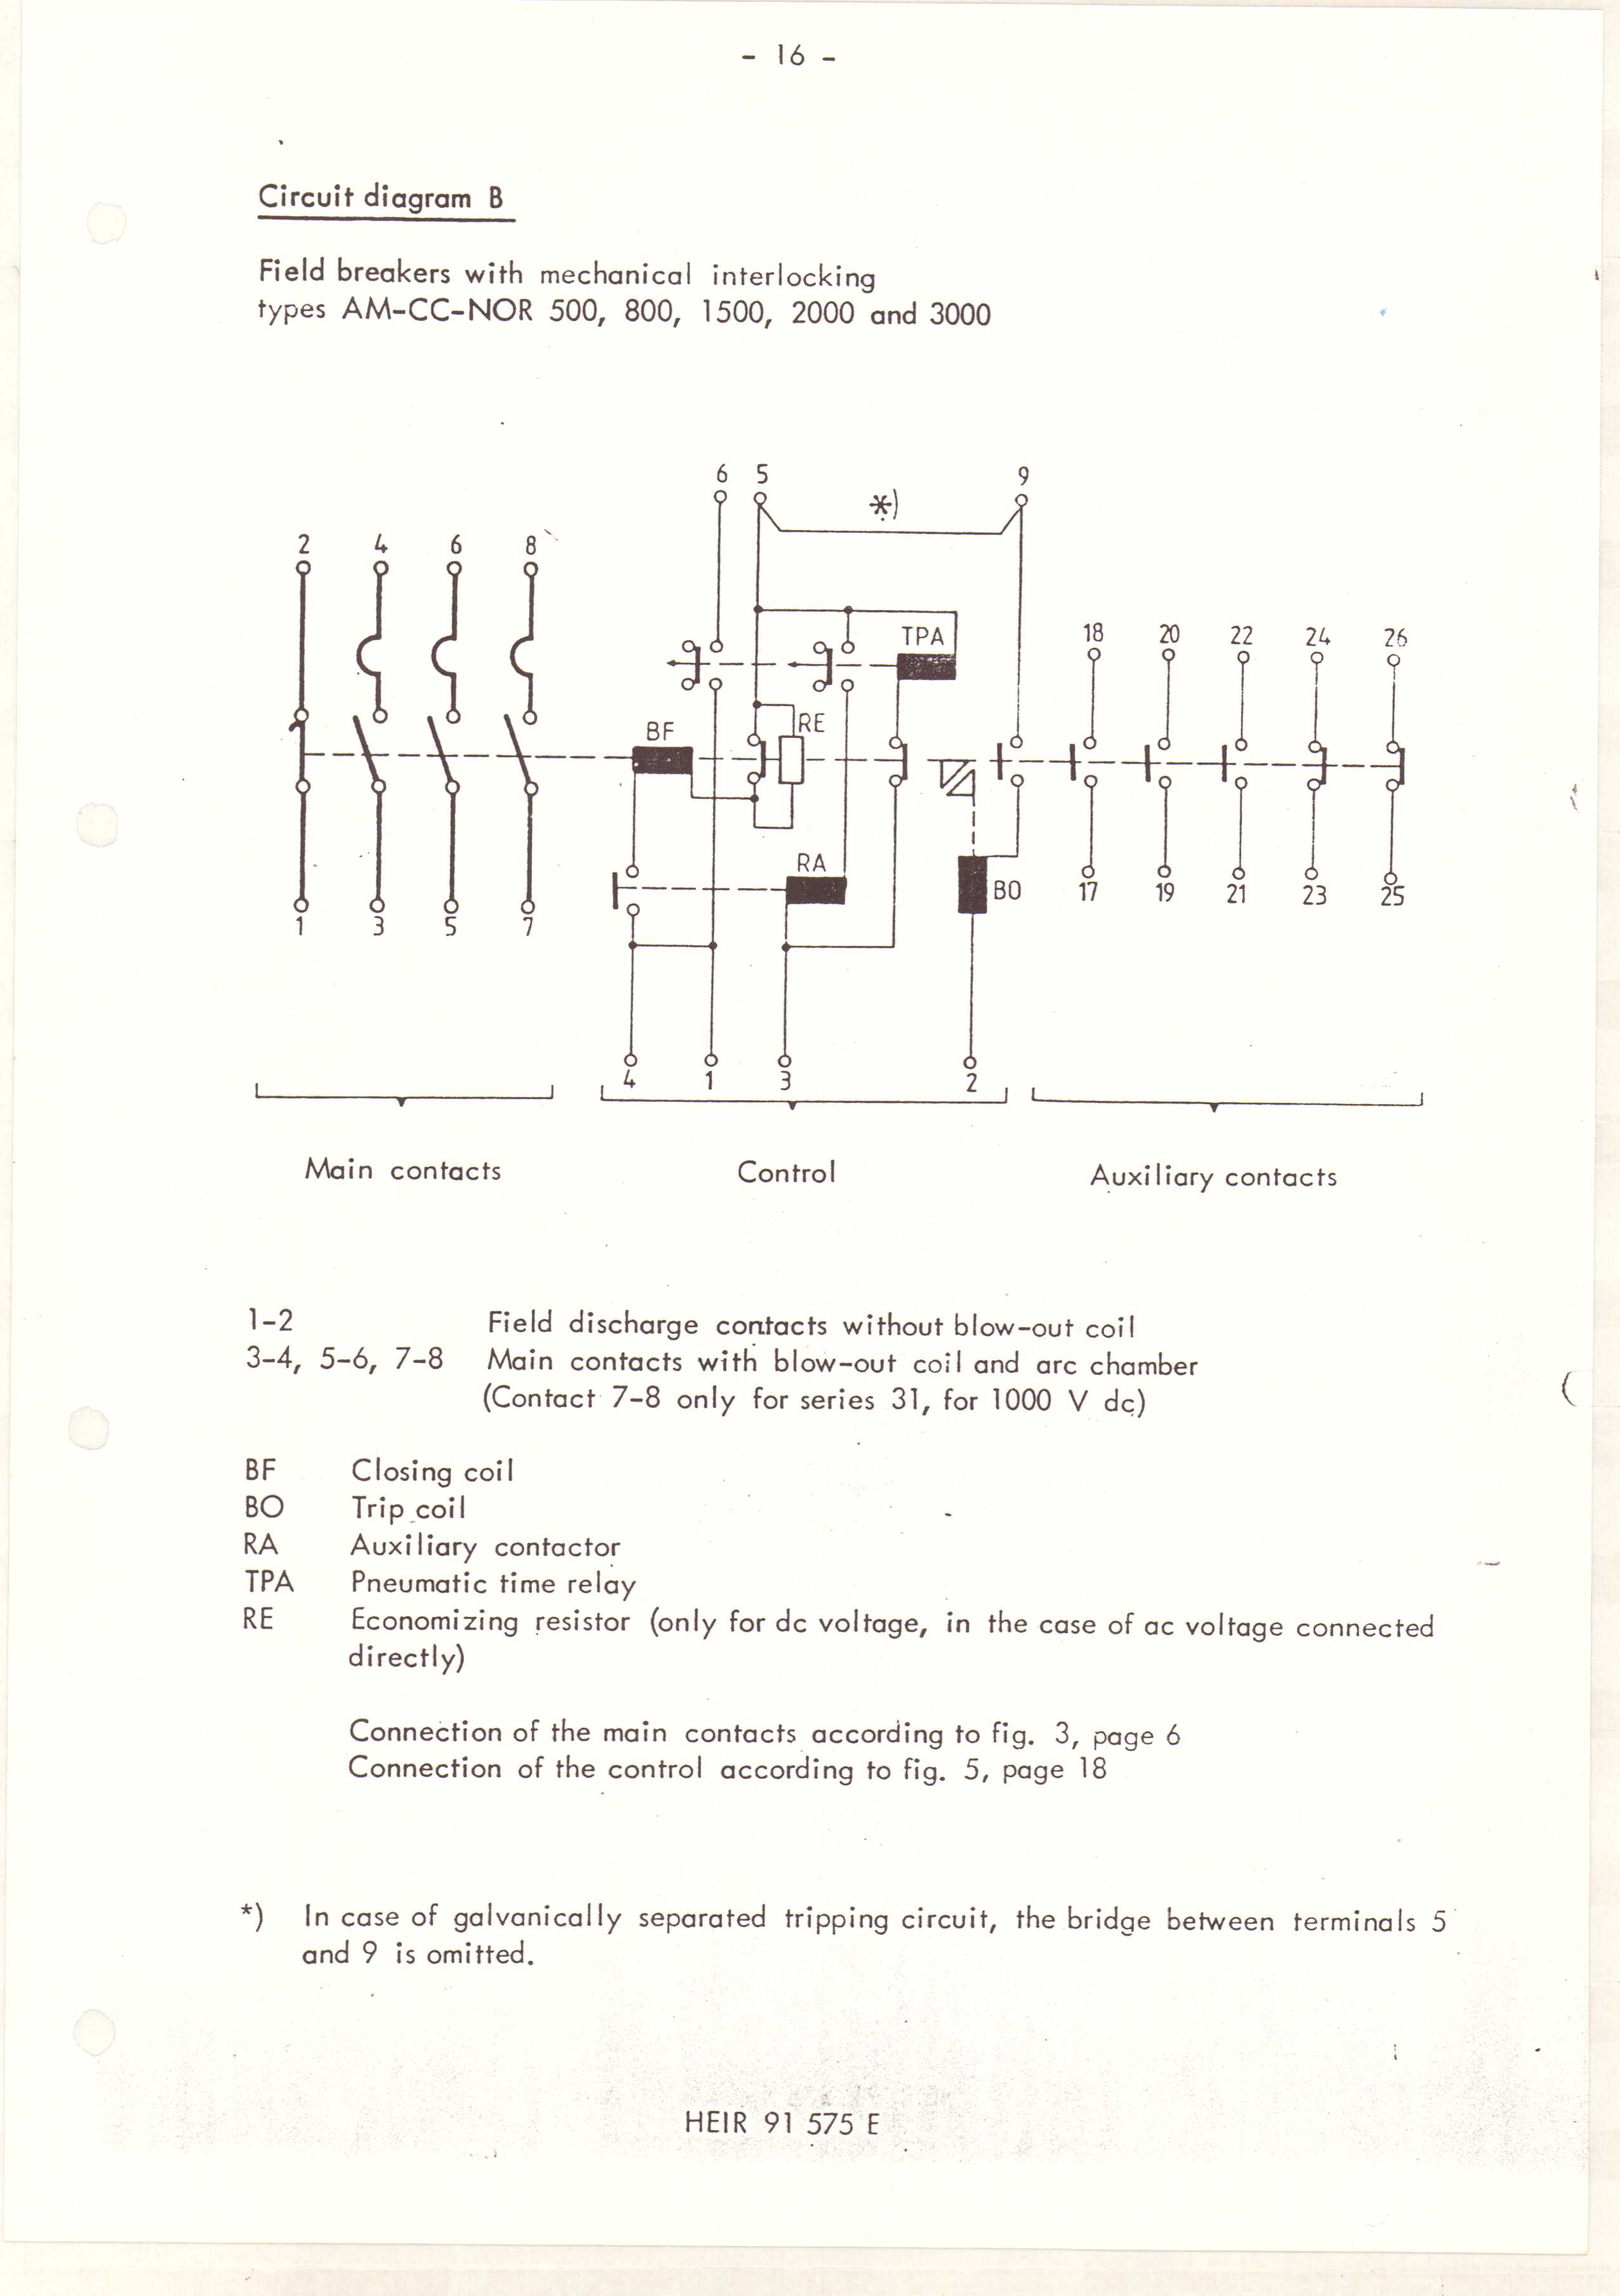 - 16 -
Circuit diagram B
Field breakers with mechanical interlocking
types AM-CC-NOR 500, 800, 1500, 2000 and 3000
6 5 9
*)
2 4 6 8
TPA
18 20 22 24 26
BF
RE
RA
BO
17 19 21 23 25
1 3 5 7
4 1 3 2
Main contacts Control Auxiliary contacts
1-2 Field discharge contacts without blow-out coil
3-4, 5-6, 7-8 Main contacts with blow-out coil and arc chamber
(Contact 7-8 only for series 31, for 1000 V dc)
BF Closing coil
BO Trip coil
RA Auxiliary contactor
TPA Pneumatic time relay
RE Economizing resistor (only for dc voltage, in the case of ac voltage connected
directly)
Connection of the main contacts according to fig. 3, page 6
Connection of the control according to fig. 5, page 18
*) In case of galvanically separated tripping circuit, the bridge between terminals 5
and 9 is omitted.
HEIR 91 575 E